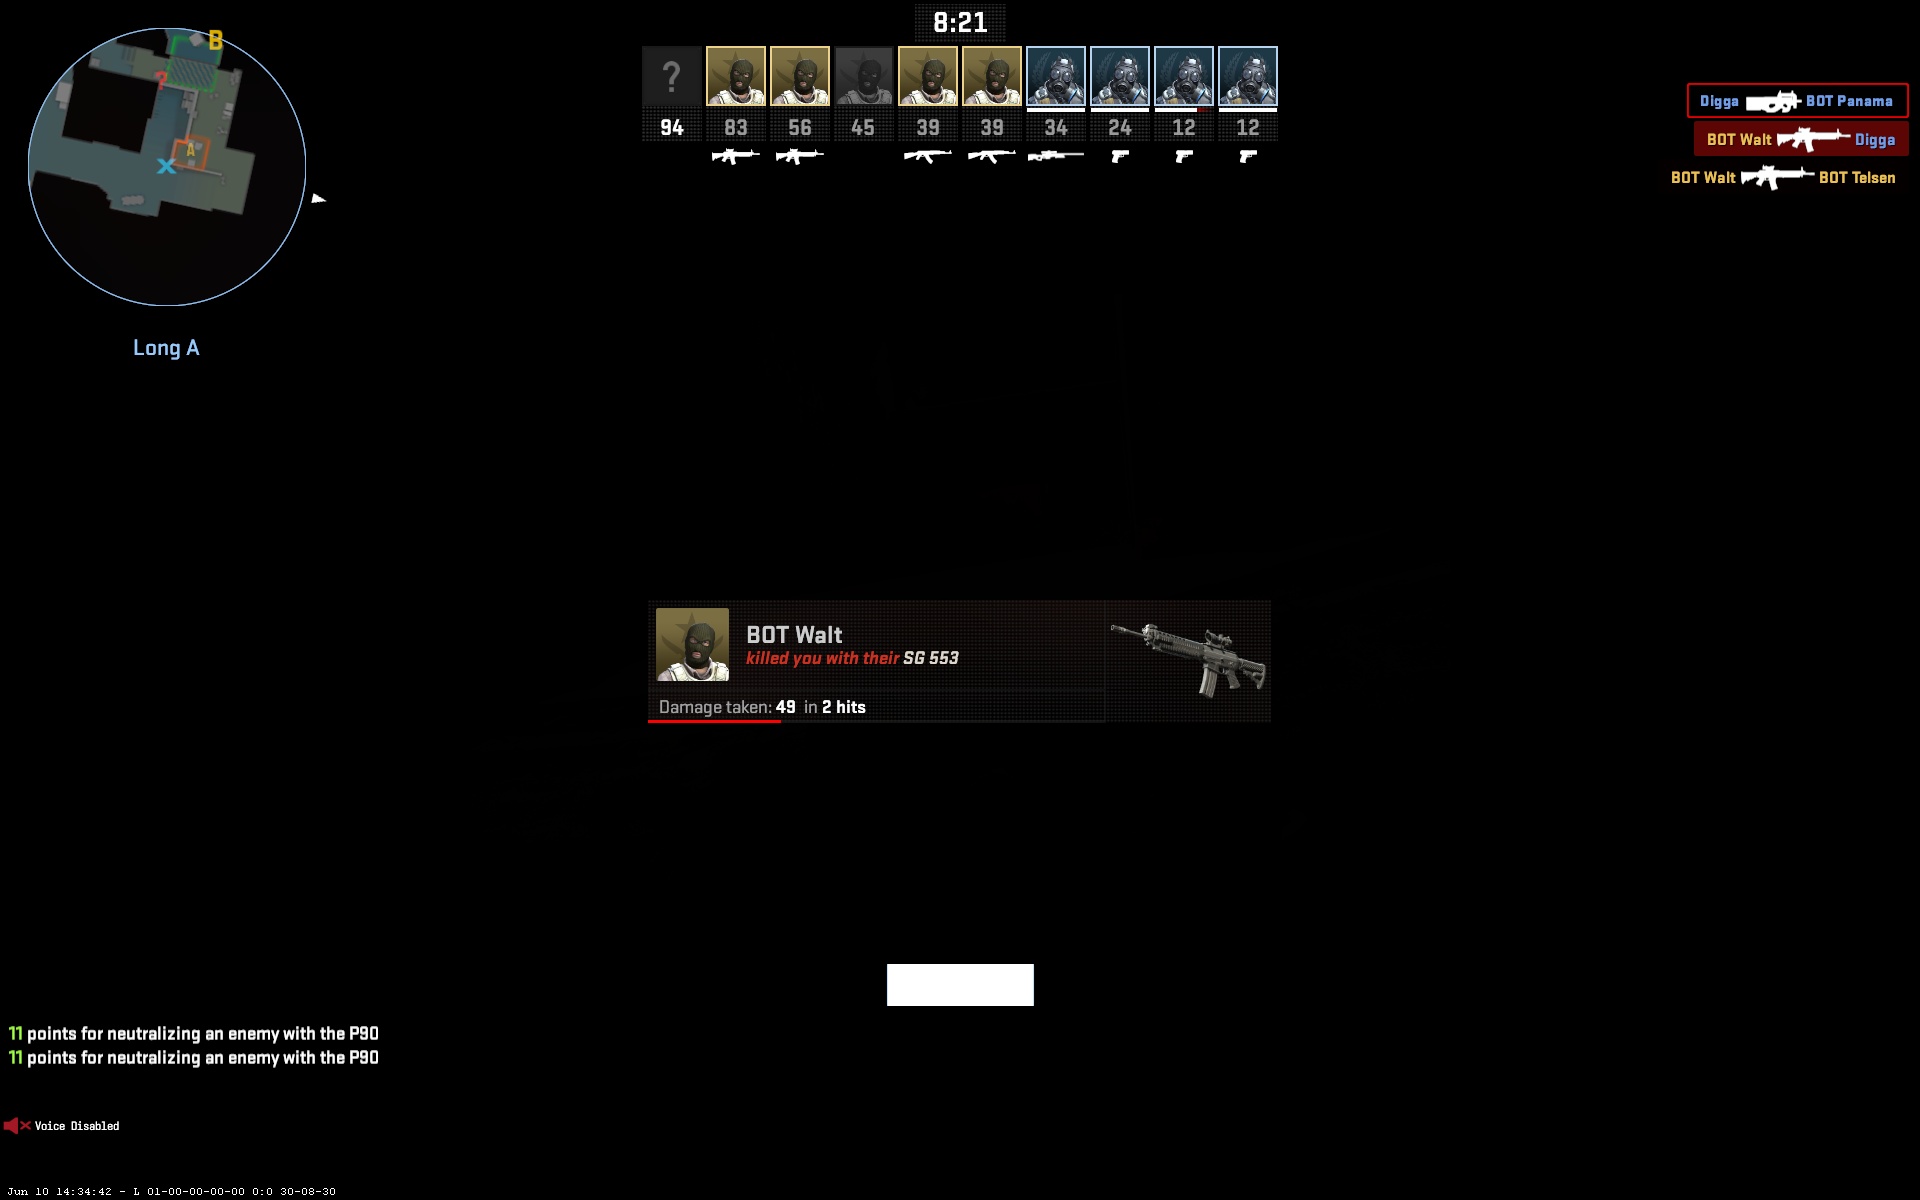 8:21
B
?
94 83 56 45 39 39 34 24 12 12
Digga BOT Panama
BOT Walt Digga
BOT Walt BOT Telsen
A
Long A
BOT Walt
killed you with their SG 553
Damage taken: 49 in 2 hits
11 points for neutralizing an enemy with the P90
11 points for neutralizing an enemy with the P90
Voice Disabled
Jun 10 14:34:42 - L 01-00-00-00-00 0:0 30-08-30